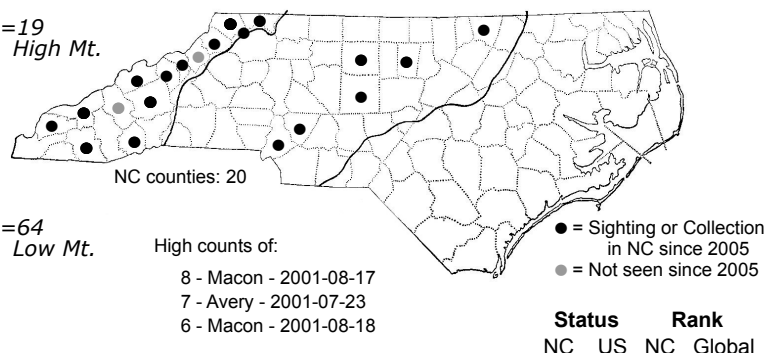 =19
High Mt.
NC counties: 20
=64
Low Mt.
High counts of:
8 - Macon - 2001-08-17
7 - Avery - 2001-07-23
6 - Macon - 2001-08-18
= Sighting or Collection
in NC since 2005
= Not seen since 2005
Status Rank
NC US NC Global